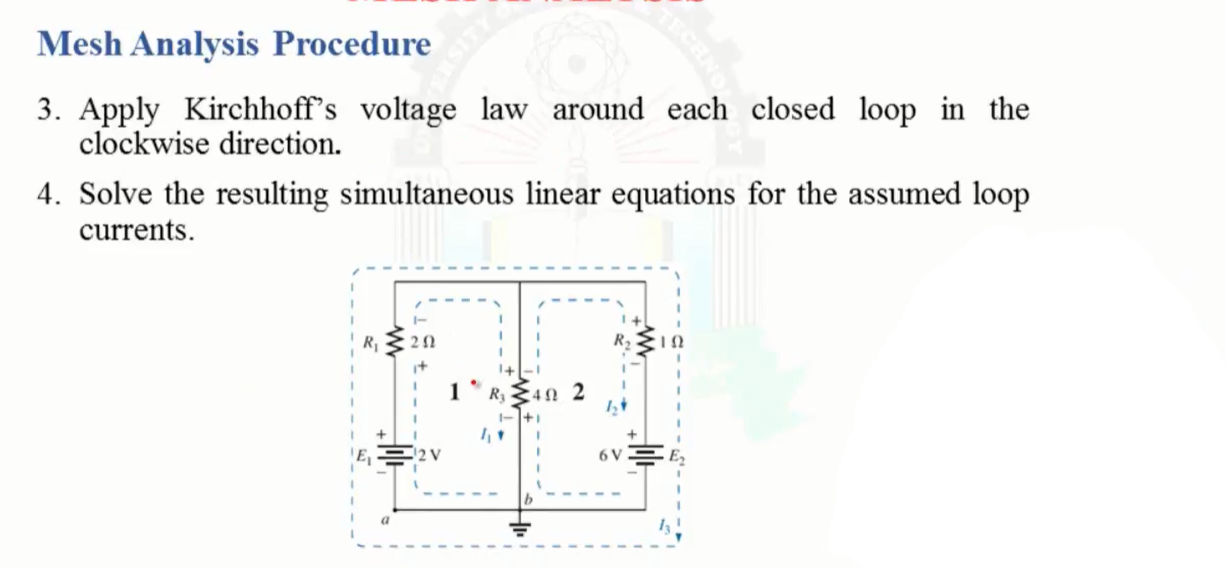 Mesh Analysis Procedure
3. Apply Kirchhoff's voltage law around each closed loop in the
clockwise direction.
4. Solve the resulting simultaneous linear equations for the assumed loop
currents.
R₁ 2 Ω
R₂ 1 Ω
1 R₃ 4 Ω 2
I₁ I₂
E₁ 2 V 6 V E₂
a b I₃